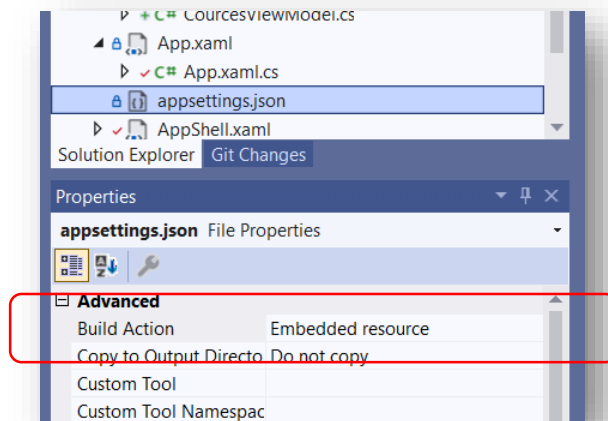 C# CourcesViewModel.cs
App.xaml
C# App.xaml.cs
appsettings.json
AppShell.xaml
Solution Explorer Git Changes
Properties
appsettings.json File Properties
Advanced
Build Action Embedded resource
Copy to Output Directo Do not copy
Custom Tool
Custom Tool Namespac